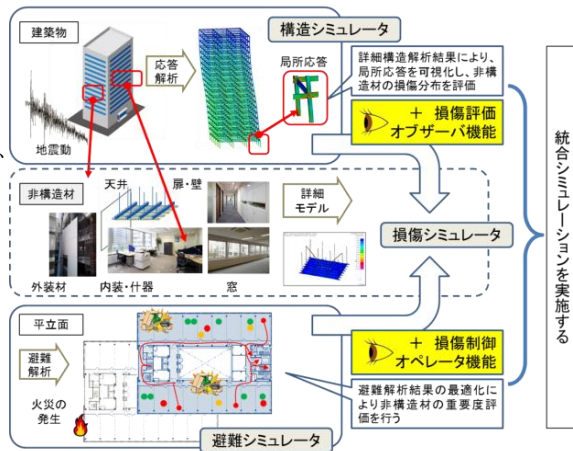 構造シミュレータ
建築物
応答
解析
局所応答
地震動
詳細構造解析結果により、
局所応答を可視化し、非構
造材の損傷分布を評価
+ 損傷評価
オブザーバ機能
非構造材
天井
扉・壁
詳細
モデル
外装材
内装・什器
窓
損傷シミュレータ
平立面
避難
解析
火災の
発生
避難シミュレータ
+ 損傷制御
オペレータ機能
避難解析結果の最適化に
より非構造材の重要度評
価を行う
統合シミュレーションを実施する